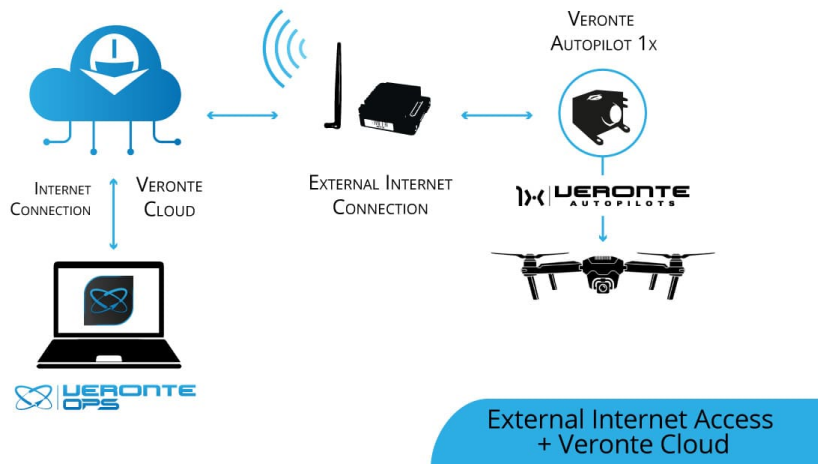 VERONTE
AUTOPILOT 1X
EXTERNAL INTERNET
CONNECTION
INTERNET
CONNECTION
VERONTE
CLOUD
1X VERONTE
AUTOPILOTS
VERONTE
OPS
External Internet Access
+ Veronte Cloud